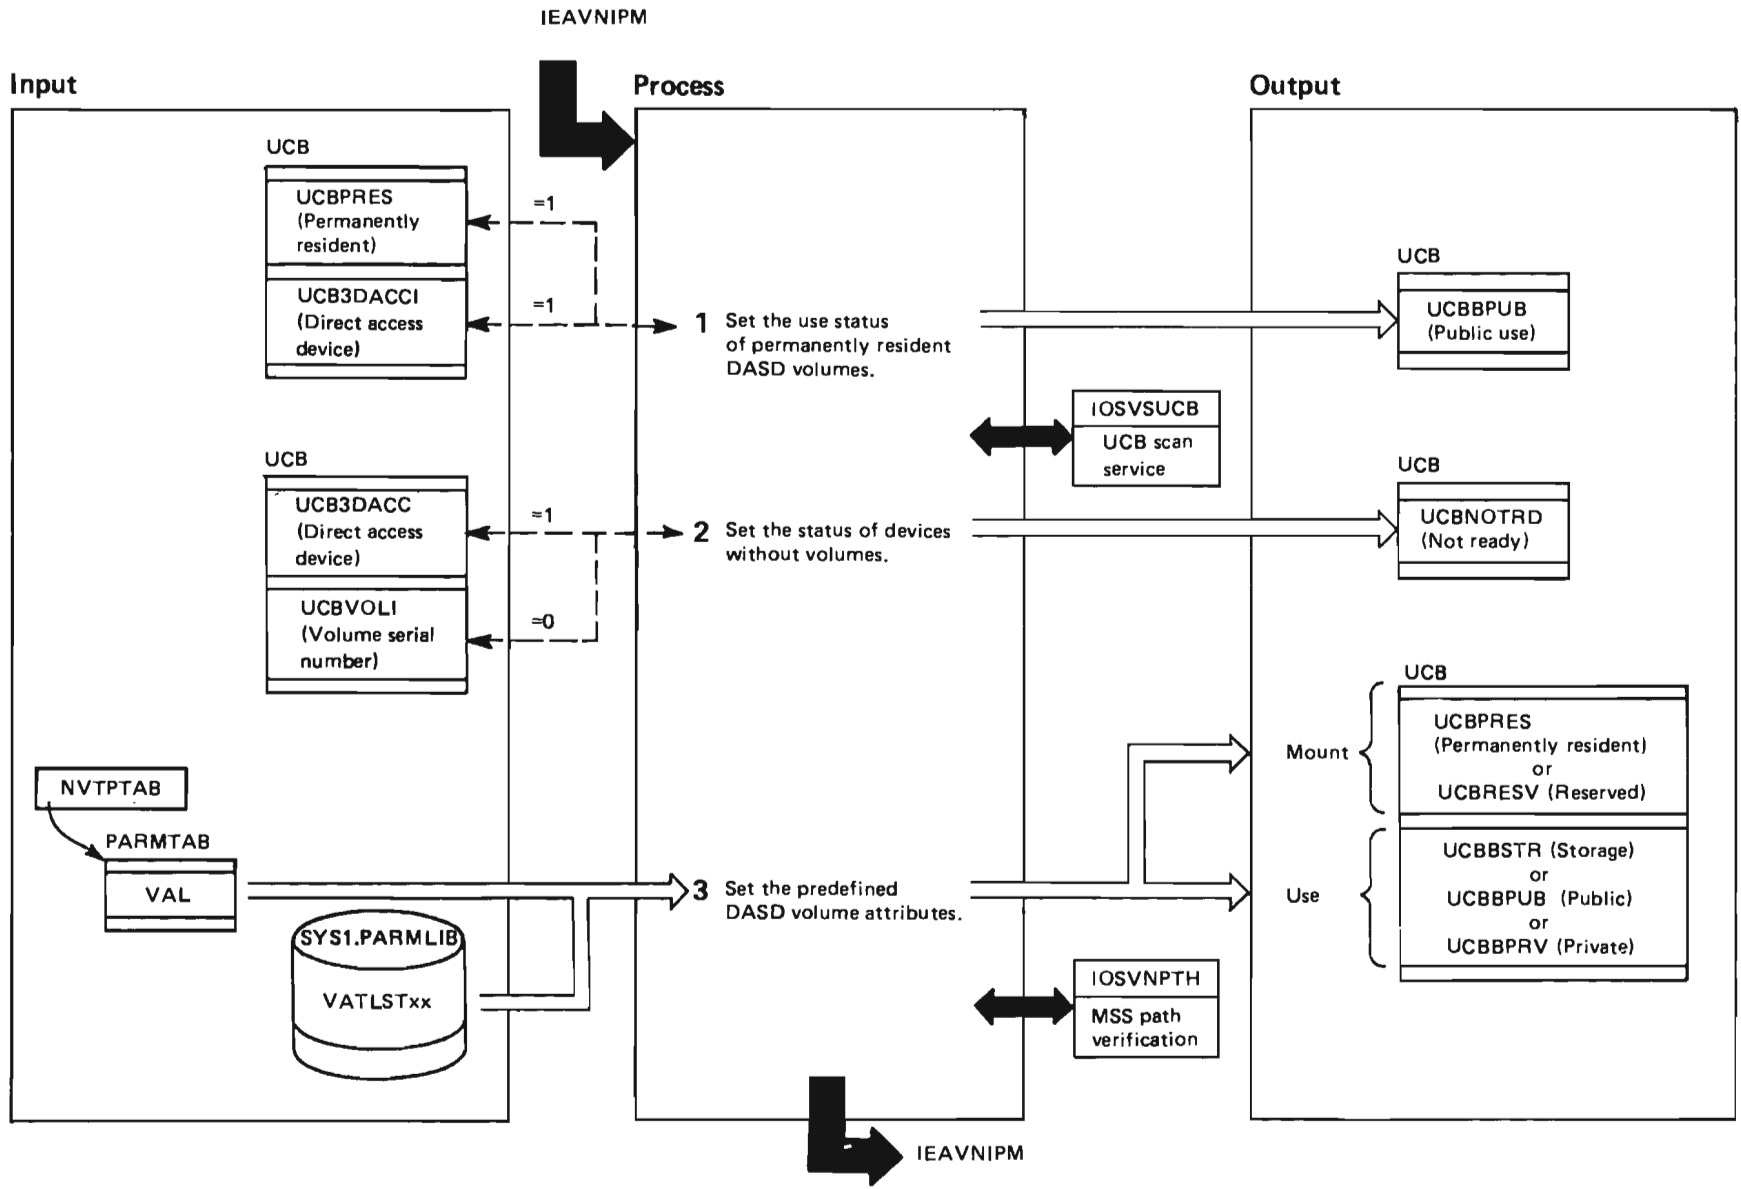 IEAVNIPM
Input
Process
Output
UCB
UCBPRES
(Permanently
resident)
=1
UCB3DACCI
(Direct access
device)
=1
1 Set the use status
of permanently resident
DASD volumes.
UCB
UCBBPUB
(Public use)
IOSVSUCB
UCB scan
service
UCB
UCB3DACC
(Direct access
device)
=1
UCBVOLI
(Volume serial
number)
=0
2 Set the status of devices
without volumes.
UCB
UCBNOTRD
(Not ready)
NVTPTAB
PARMTAB
VAL
SYS1.PARMLIB
VATLSTxx
3 Set the predefined
DASD volume attributes.
IOSVNPTH
MSS path
verification
UCB
Mount
UCBPRES
(Permanently resident)
or
UCBRESV (Reserved)
Use
UCBBSTR (Storage)
or
UCBBPUB (Public)
or
UCBBPRV (Private)
IEAVNIPM